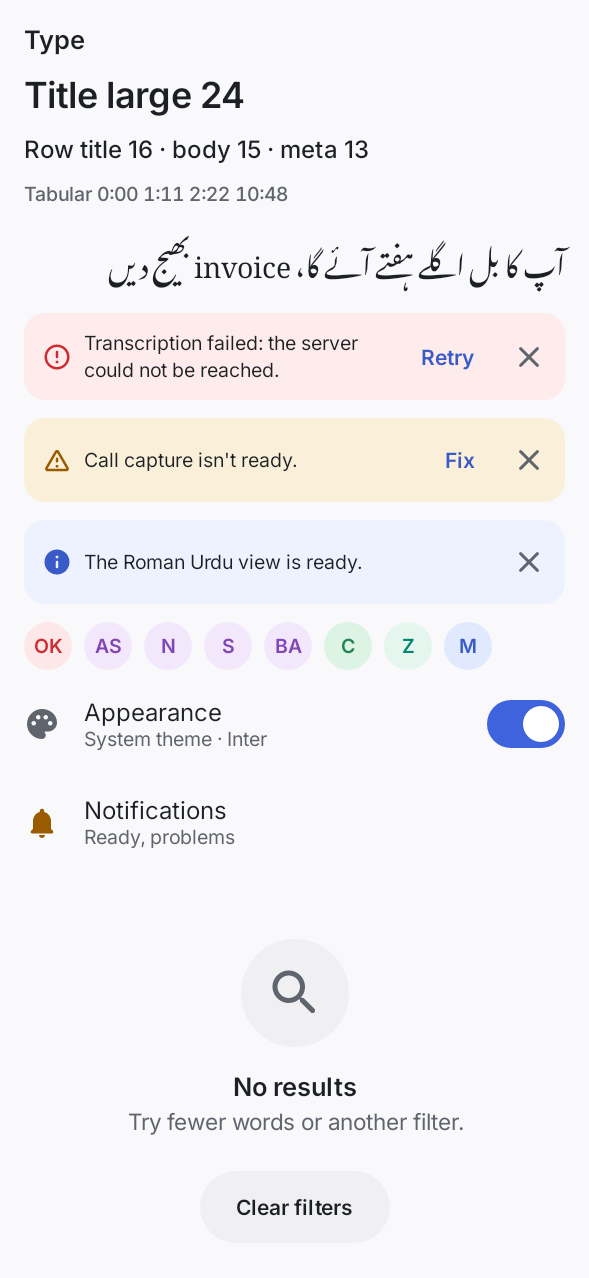 Type
Title large 24
Row title 16 · body 15 · meta 13
Tabular 0:00 1:11 2:22 10:48
آپ کا بل اگلے ہفتے آئے گا، invoice بھیج دیں
Transcription failed: the server
could not be reached.
Retry
Call capture isn't ready.
Fix
The Roman Urdu view is ready.
OK AS N S BA C Z M
Appearance
System theme · Inter
Notifications
Ready, problems
No results
Try fewer words or another filter.
Clear filters